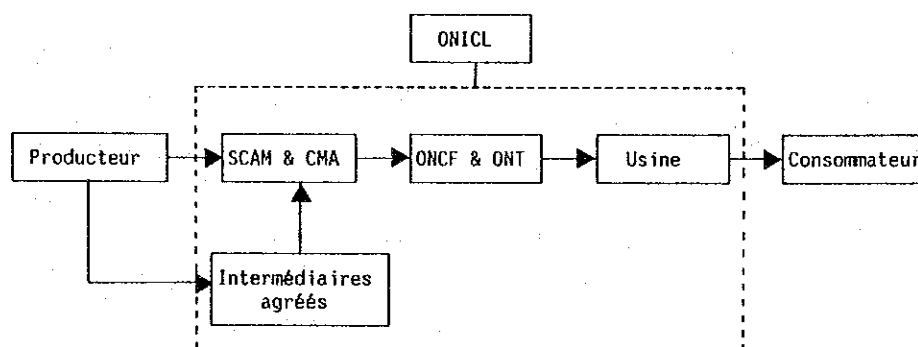 ONICL
Producteur
SCAM & CMA
ONCF & ONT
Usine
Consommateur
Intermédiaires
agréés